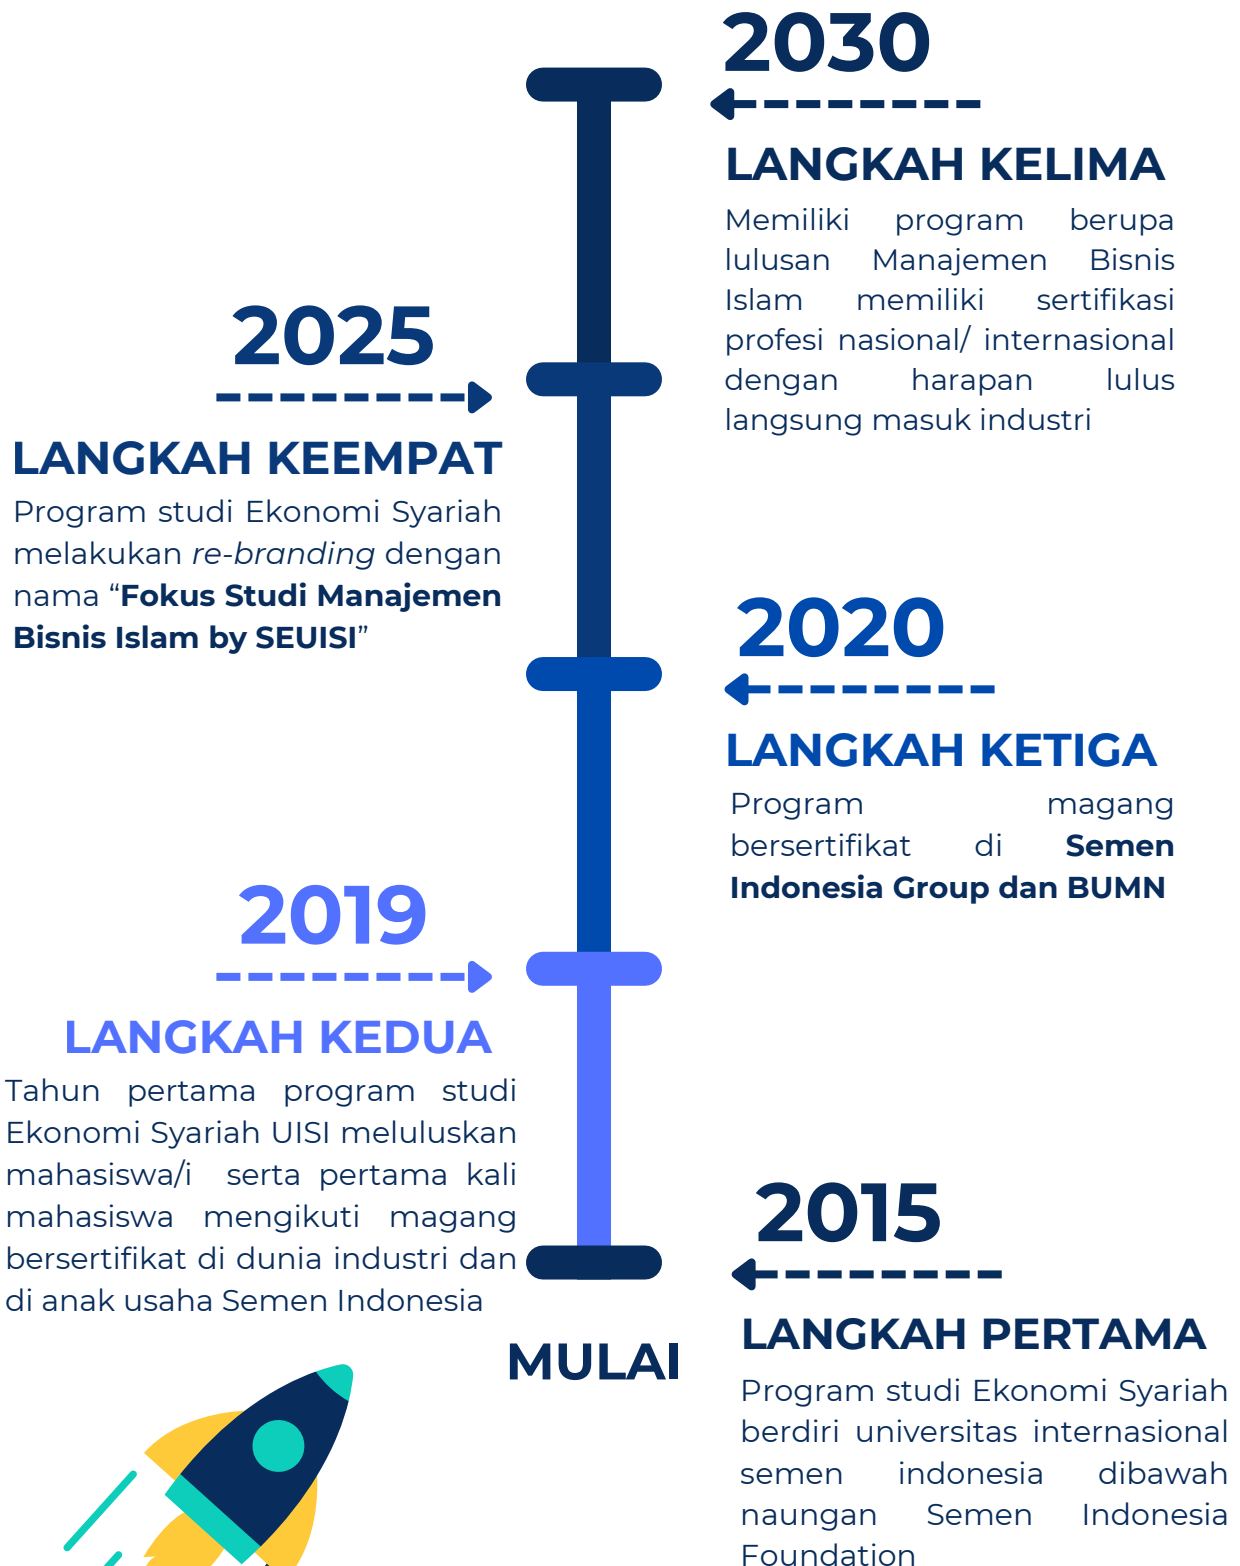 2030
LANGKAH KELIMA
Memiliki program berupa
lulusan Manajemen Bisnis
Islam memiliki sertifikasi
profesi nasional/ internasional
dengan harapan lulus
langsung masuk industri
2025
LANGKAH KEEMPAT
Program studi Ekonomi Syariah
melakukan re-branding dengan
nama “Fokus Studi Manajemen
Bisnis Islam by SEUISI”
2020
LANGKAH KETIGA
Program magang
bersertifikat di Semen
Indonesia Group dan BUMN
2019
LANGKAH KEDUA
Tahun pertama program studi
Ekonomi Syariah UISI meluluskan
mahasiswa/i serta pertama kali
mahasiswa mengikuti magang
bersertifikat di dunia industri dan
di anak usaha Semen Indonesia
MULAI
2015
LANGKAH PERTAMA
Program studi Ekonomi Syariah
berdiri universitas internasional
semen indonesia dibawah
naungan Semen Indonesia
Foundation